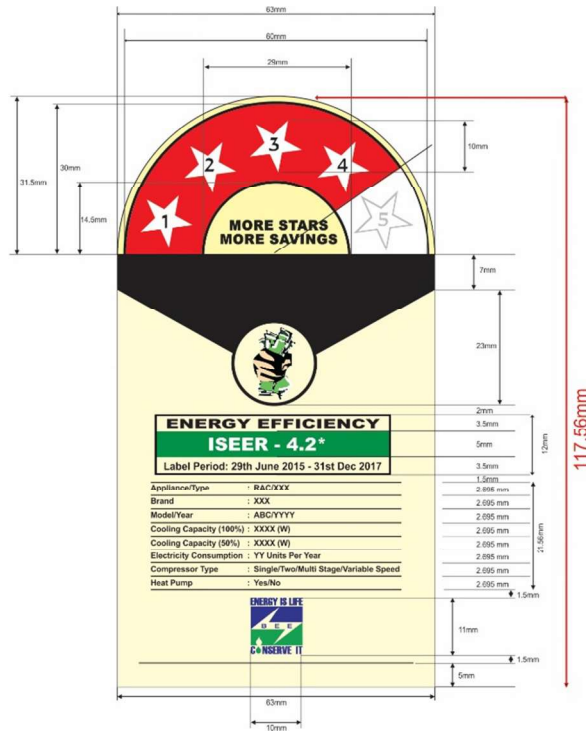 63mm
60mm
29mm
31.5mm
30mm
14.5mm
10mm
1
2
3
4
5
MORE STARS
MORE SAVINGS
7mm
23mm
117.56mm
2mm
ENERGY EFFICIENCY
3.5mm
12mm
ISEER - 4.2*
5mm
Label Period: 29th June 2015 - 31st Dec 2017
3.5mm
1.5mm
Appliance/Type : RAC/XXX
2.695 mm
Brand : XXX
2.695 mm
Model/Year : ABC/YYYY
2.695 mm
Cooling Capacity (100%) : XXXX (W)
2.695 mm
21.56mm
Cooling Capacity (50%) : XXXX (W)
2.695 mm
Electricity Consumption : YY Units Per Year
2.695 mm
Compressor Type : Single/Two/Multi Stage/Variable Speed
2.695 mm
Heat Pump : Yes/No
2.695 mm
1.5mm
ENERGY IS LIFE
BEE
CONSERVE IT
11mm
1.5mm
5mm
63mm
10mm